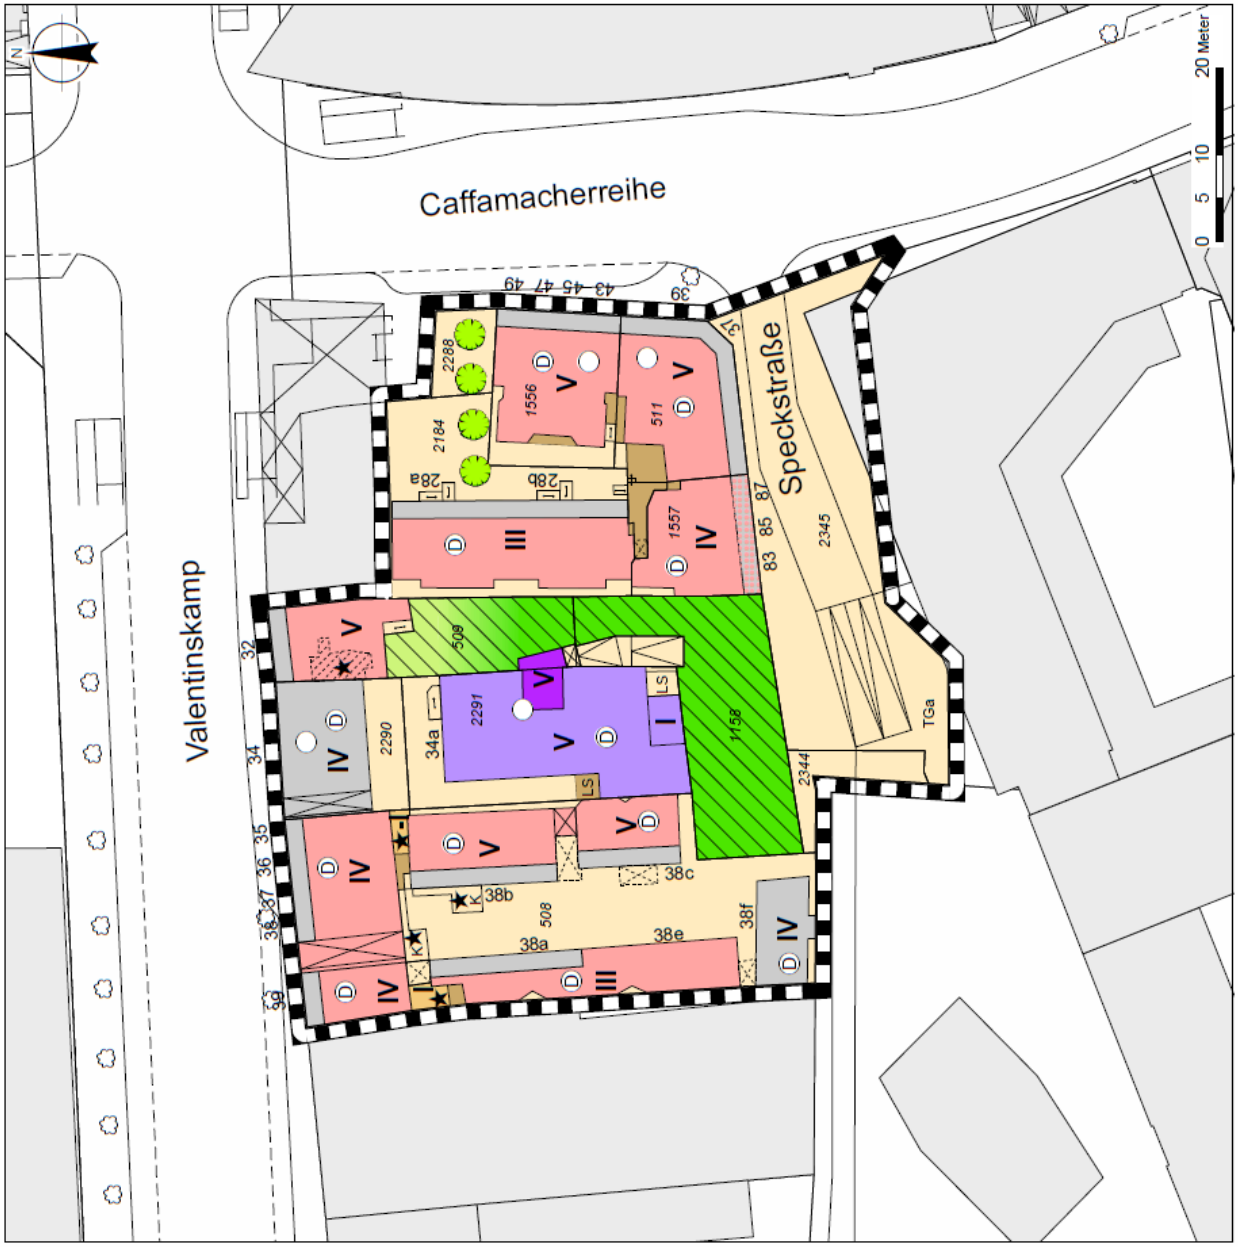 N
20 Meter
10
5
0
Caffamacherreihe
Valentinskamp
Speckstraße
49
47
45
43
39
37
2288
D
1556
V
V
511
D
2184
28a
28b
D
III
1557
IV
D
87
85
83
2345
32
V
509
34
D
IV
2290
34a
2291
V
V
D
LS
I
LS
1158
TGa
2344
35
36
37
38
39
D
IV
I
D
V
V
D
K
38b
38c
508
K
38a
38e
38f
IV
D
D
IV
I
D
III